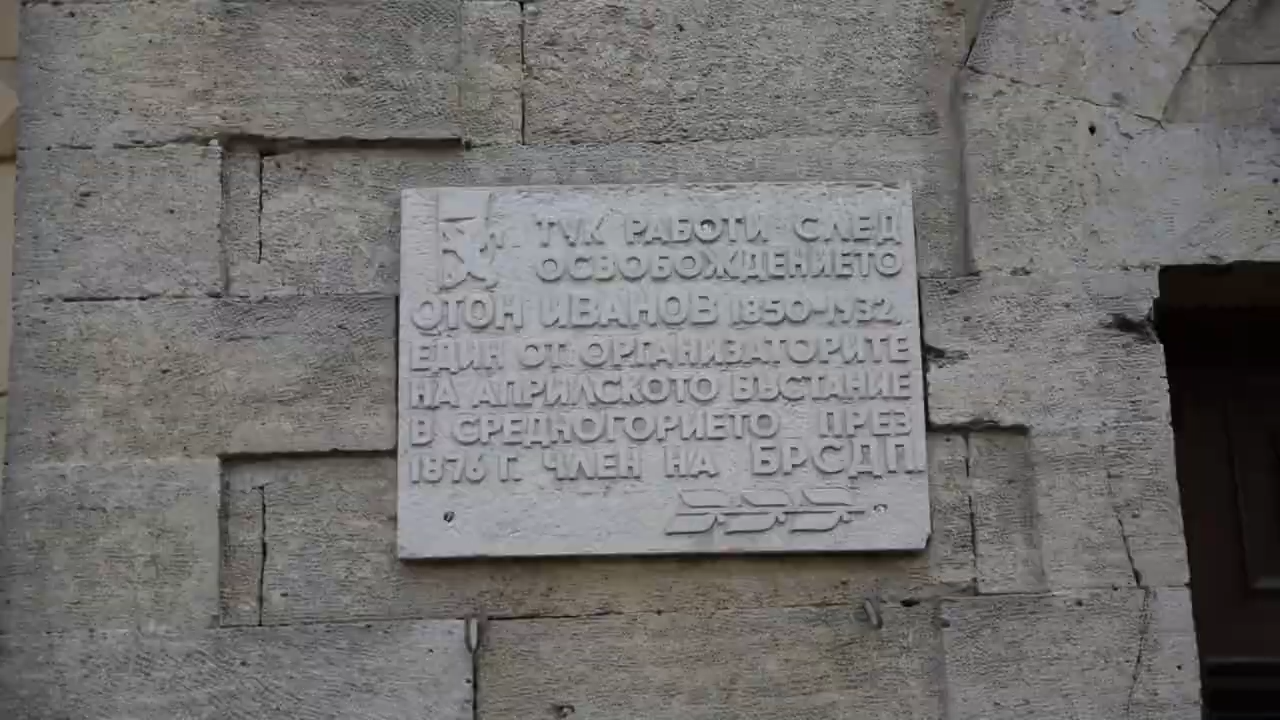 ТУК РАБОТИ СЛЕД
ОСВОБОЖДЕНИЕТО
ОТОН ИВАНОВ 1850-1932,
ЕДИН ОТ ОРГАНИЗАТОРИТЕ
НА АПРИЛСКОТО ВЪСТАНИЕ
В СРЕДНОГОРИЕТО ПРЕЗ
1876 Г. ЧЛЕН НА БРСДП.